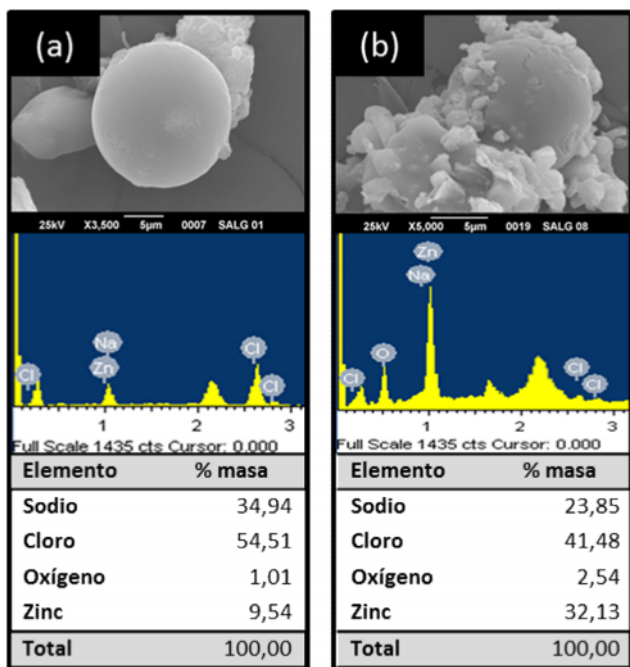 (a)
25kV X3,500 5µm 0007 SALG 01
Na
Cl
Zn
Cl
Cl
1 2 3
Full Scale 1435 cts Cursor: 0.000
Elemento % masa
Sodio 34,94
Cloro 54,51
Oxígeno 1,01
Zinc 9,54
Total 100,00
(b)
25kV X5,000 5µm 0019 SALG 08
Zn
Na
O
Cl
Cl
Cl
1 2 3
Full Scale 1435 cts Cursor: 0.000
Elemento % masa
Sodio 23,85
Cloro 41,48
Oxígeno 2,54
Zinc 32,13
Total 100,00